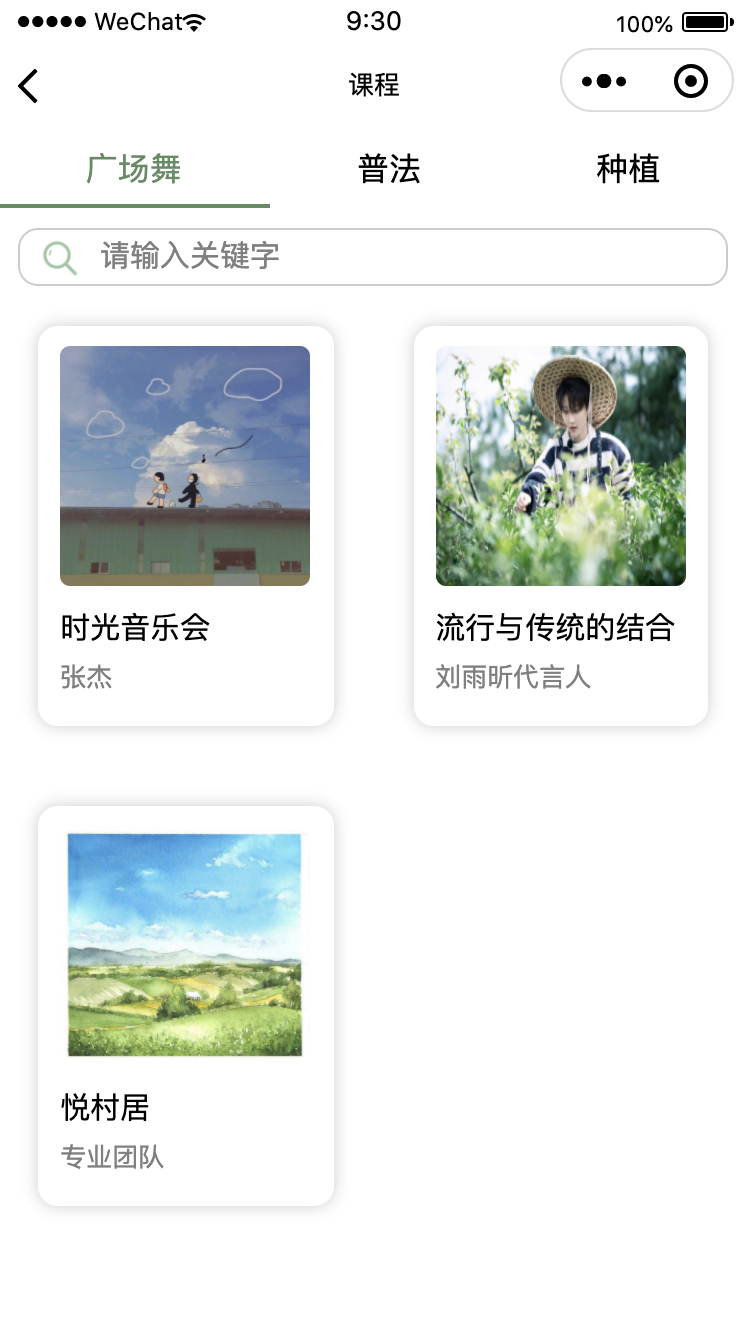 WeChat 9:30 100%
课程
广场舞 普法 种植
请输入关键字
时光音乐会 流行与传统的结合
张杰 刘雨昕代言人
悦村居
专业团队